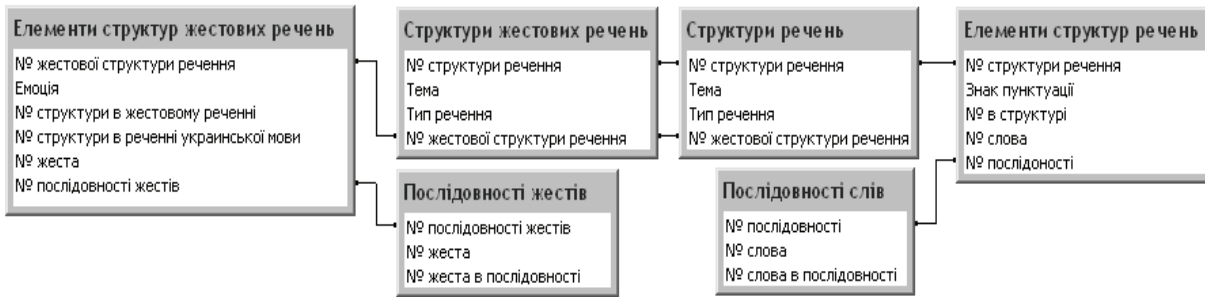 Елементи структур жестових речень
№ жестової структури речення
Емоція
№ структури в жестовому реченні
№ структури в реченні украинської мови
№ жеста
№ послідовності жестів
Структури жестових речень
№ структури речення
Тема
Тип речення
№ жестової структури речення
Структури речень
№ структури речення
Тема
Тип речення
№ жестової структури речення
Елементи структур речень
№ структури речення
Знак пунктуації
№ в структурі
№ слова
№ послідоності
Послідовності жестів
№ послідовності жестів
№ жеста
№ жеста в послідовності
Послідовності слів
№ послідовності
№ слова
№ слова в послідовності